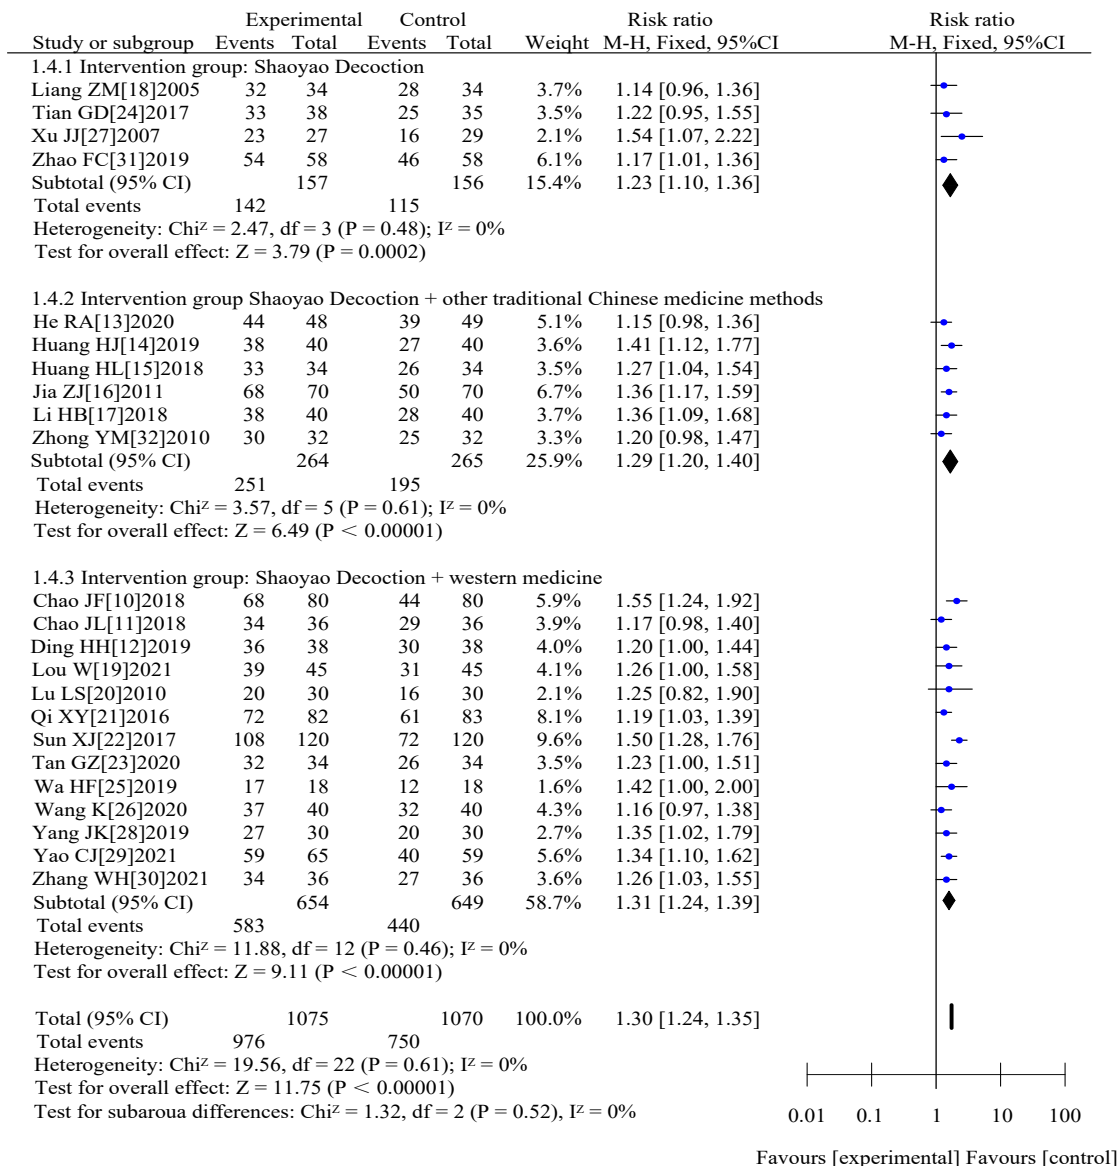 Experimental Control Risk ratio Risk ratio
Study or subgroup Events Total Events Total Weiqht M-H, Fixed, 95%CI M-H, Fixed, 95%CI
1.4.1 Intervention group: Shaoyao Decoction
Liang ZM[18]2005 32 34 28 34 3.7% 1.14 [0.96, 1.36]
Tian GD[24]2017 33 38 25 35 3.5% 1.22 [0.95, 1.55]
Xu JJ[27]2007 23 27 16 29 2.1% 1.54 [1.07, 2.22]
Zhao FC[31]2019 54 58 46 58 6.1% 1.17 [1.01, 1.36]
Subtotal (95% CI) 157 156 15.4% 1.23 [1.10, 1.36]
Total events 142 115
Heterogeneity: Chiᶻ = 2.47, df = 3 (P = 0.48); Iᶻ = 0%
Test for overall effect: Z = 3.79 (P = 0.0002)
1.4.2 Intervention group Shaoyao Decoction + other traditional Chinese medicine methods
He RA[13]2020 44 48 39 49 5.1% 1.15 [0.98, 1.36]
Huang HJ[14]2019 38 40 27 40 3.6% 1.41 [1.12, 1.77]
Huang HL[15]2018 33 34 26 34 3.5% 1.27 [1.04, 1.54]
Jia ZJ[16]2011 68 70 50 70 6.7% 1.36 [1.17, 1.59]
Li HB[17]2018 38 40 28 40 3.7% 1.36 [1.09, 1.68]
Zhong YM[32]2010 30 32 25 32 3.3% 1.20 [0.98, 1.47]
Subtotal (95% CI) 264 265 25.9% 1.29 [1.20, 1.40]
Total events 251 195
Heterogeneity: Chiᶻ = 3.57, df = 5 (P = 0.61); Iᶻ = 0%
Test for overall effect: Z = 6.49 (P < 0.00001)
1.4.3 Intervention group: Shaoyao Decoction + western medicine
Chao JF[10]2018 68 80 44 80 5.9% 1.55 [1.24, 1.92]
Chao JL[11]2018 34 36 29 36 3.9% 1.17 [0.98, 1.40]
Ding HH[12]2019 36 38 30 38 4.0% 1.20 [1.00, 1.44]
Lou W[19]2021 39 45 31 45 4.1% 1.26 [1.00, 1.58]
Lu LS[20]2010 20 30 16 30 2.1% 1.25 [0.82, 1.90]
Qi XY[21]2016 72 82 61 83 8.1% 1.19 [1.03, 1.39]
Sun XJ[22]2017 108 120 72 120 9.6% 1.50 [1.28, 1.76]
Tan GZ[23]2020 32 34 26 34 3.5% 1.23 [1.00, 1.51]
Wa HF[25]2019 17 18 12 18 1.6% 1.42 [1.00, 2.00]
Wang K[26]2020 37 40 32 40 4.3% 1.16 [0.97, 1.38]
Yang JK[28]2019 27 30 20 30 2.7% 1.35 [1.02, 1.79]
Yao CJ[29]2021 59 65 40 59 5.6% 1.34 [1.10, 1.62]
Zhang WH[30]2021 34 36 27 36 3.6% 1.26 [1.03, 1.55]
Subtotal (95% CI) 654 649 58.7% 1.31 [1.24, 1.39]
Total events 583 440
Heterogeneity: Chiᶻ = 11.88, df = 12 (P = 0.46); Iᶻ = 0%
Test for overall effect: Z = 9.11 (P < 0.00001)
Total (95% CI) 1075 1070 100.0% 1.30 [1.24, 1.35]
Total events 976 750
Heterogeneity: Chiᶻ = 19.56, df = 22 (P = 0.61); Iᶻ = 0%
Test for overall effect: Z = 11.75 (P < 0.00001)
Test for subaroua differences: Chiᶻ = 1.32, df = 2 (P = 0.52), Iᶻ = 0%
0.01 0.1 1 10 100
Favours [experimental] Favours [control]